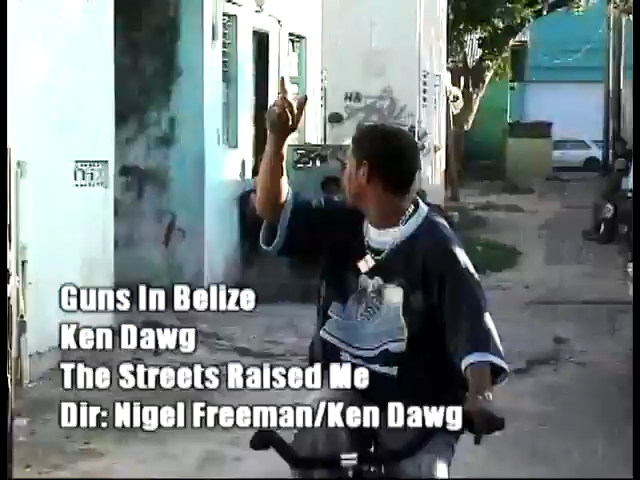 Guns In Belize
Ken Dawg
The Streets Raised Me
Dir: Nigel Freeman/Ken Dawg